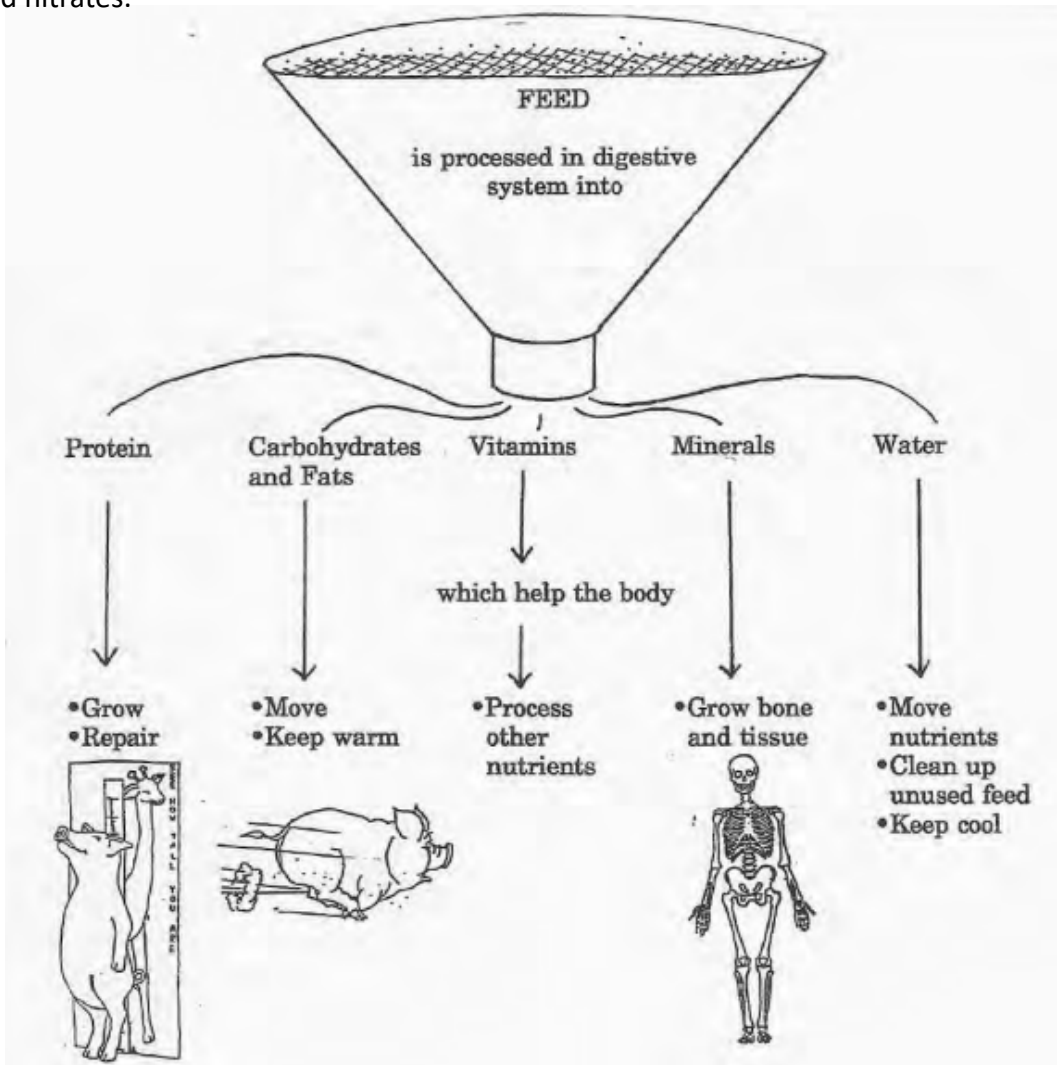 d nitrates.
FEED
is processed in digestive
system into
Protein
Carbohydrates
and Fats
Vitamins
Minerals
Water
which help the body
•Grow
•Repair
•Move
•Keep warm
•Process
other
nutrients
•Grow bone
and tissue
•Move
nutrients
•Clean up
unused feed
•Keep cool